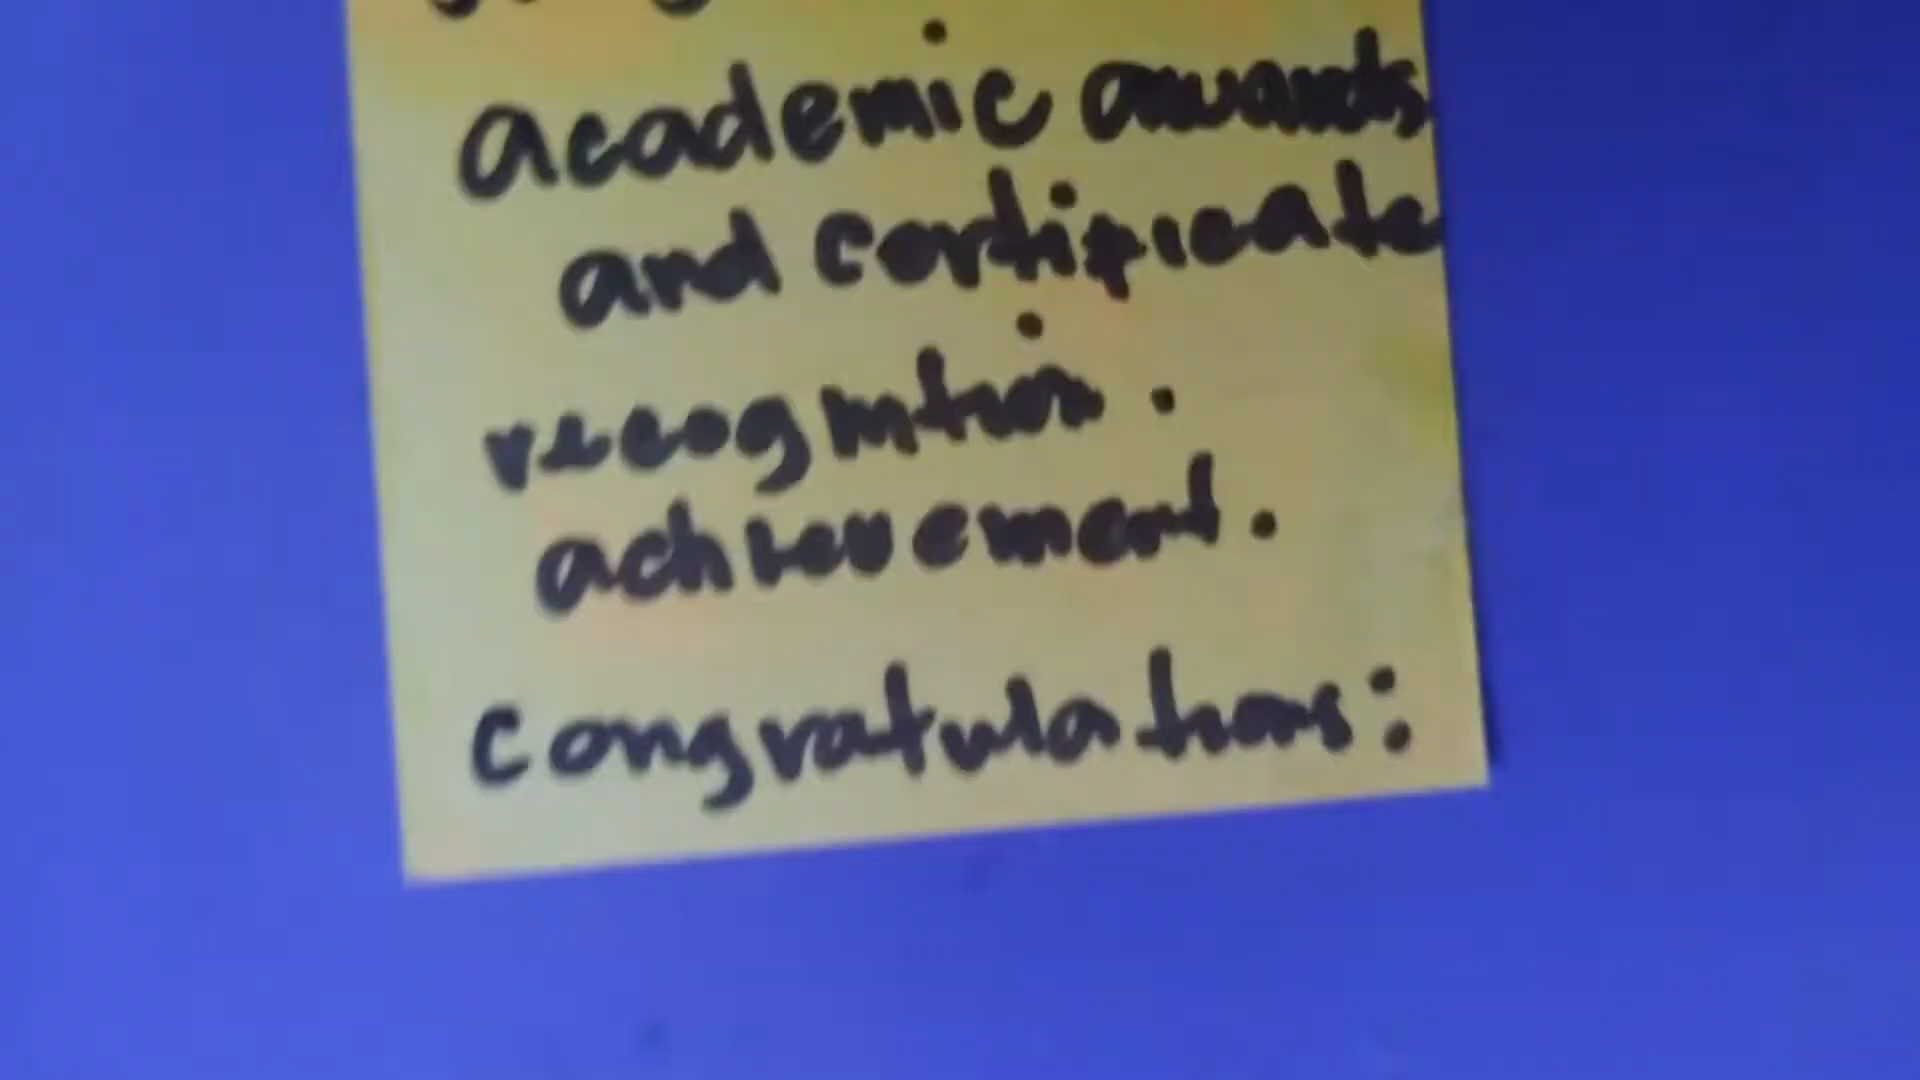 academic awards
and certificate
recognition.
achievement.
congratulations: